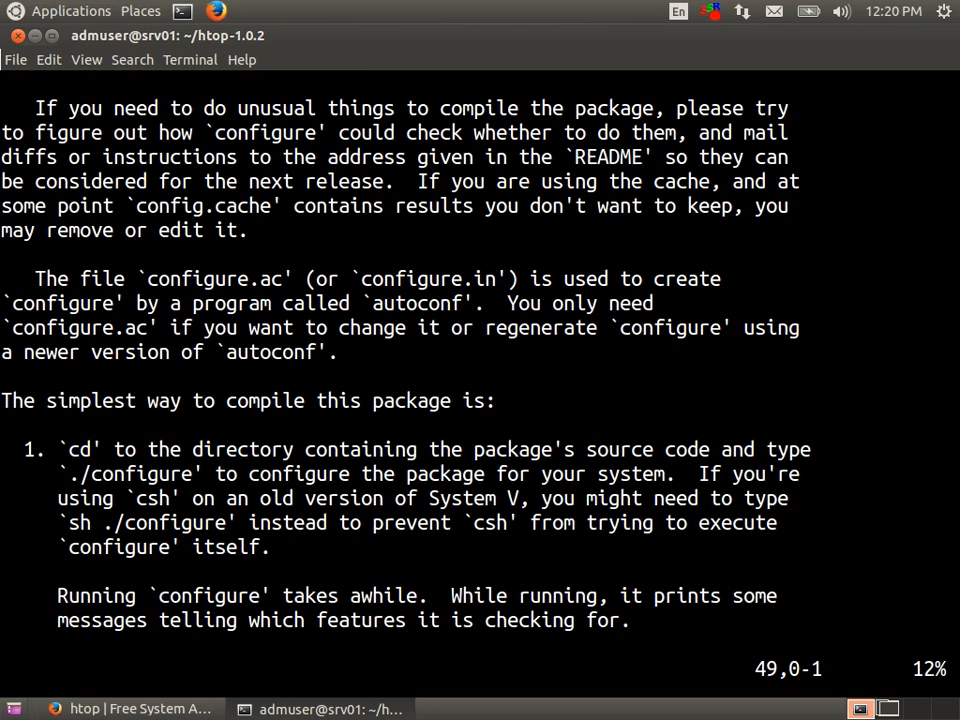 Applications Places En 12:20 PM
admuser@srv01: ~/htop-1.0.2
File Edit View Search Terminal Help
If you need to do unusual things to compile the package, please try
to figure out how `configure' could check whether to do them, and mail
diffs or instructions to the address given in the `README' so they can
be considered for the next release.  If you are using the cache, and at
some point `config.cache' contains results you don't want to keep, you
may remove or edit it.
The file `configure.ac' (or `configure.in') is used to create
`configure' by a program called `autoconf'.  You only need
`configure.ac' if you want to change it or regenerate `configure' using
a newer version of `autoconf'.
The simplest way to compile this package is:
1. `cd' to the directory containing the package's source code and type
`./configure' to configure the package for your system.  If you're
using `csh' on an old version of System V, you might need to type
`sh ./configure' instead to prevent `csh' from trying to execute
`configure' itself.
Running `configure' takes awhile.  While running, it prints some
messages telling which features it is checking for.
49,0-1 12%
htop | Free System A... admuser@srv01: ~/h...